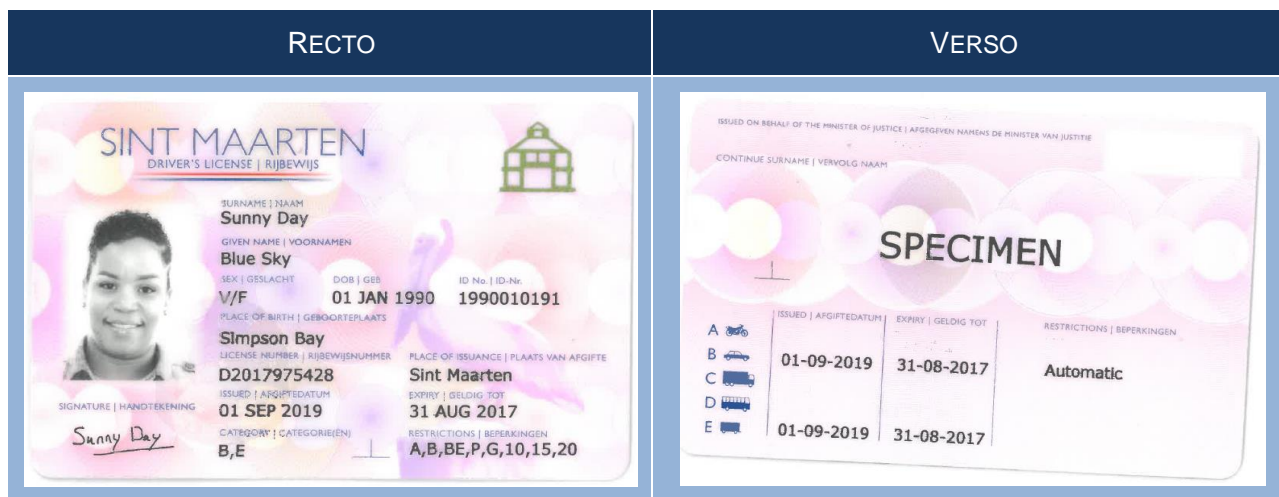 RECTO
VERSO
SINT MAARTEN
DRIVER'S LICENSE | RIJBEWIJS
SURNAME | NAAM
Sunny Day
GIVEN NAME | VOORNAMEN
Blue Sky
SEX | GESLACHT DOB | GEB ID No. | ID-Nr.
V/F 01 JAN 1990 1990010191
PLACE OF BIRTH | GEBOORTEPLAATS
Simpson Bay
LICENSE NUMBER | RIJBEWIJSNUMMER PLACE OF ISSUANCE | PLAATS VAN AFGIFTE
D2017975428 Sint Maarten
ISSUED | AFGIFTEDATUM EXPIRY | GELDIG TOT
01 SEP 2019 31 AUG 2017
SIGNATURE | HANDTEKENING
Sunny Day
CATEGORY | CATEGORIE(EN) RESTRICTIONS | BEPERKINGEN
B,E A,B,BE,P,G,10,15,20
ISSUED ON BEHALF OF THE MINISTER OF JUSTICE | AFGEGEVEN NAMENS DE MINISTER VAN JUSTITIE
CONTINUE SURNAME | VERVOLG NAAM
SPECIMEN
ISSUED | AFGIFTEDATUM EXPIRY | GELDIG TOT RESTRICTIONS | BEPERKINGEN
A
B 01-09-2019 31-08-2017 Automatic
C
D
E 01-09-2019 31-08-2017